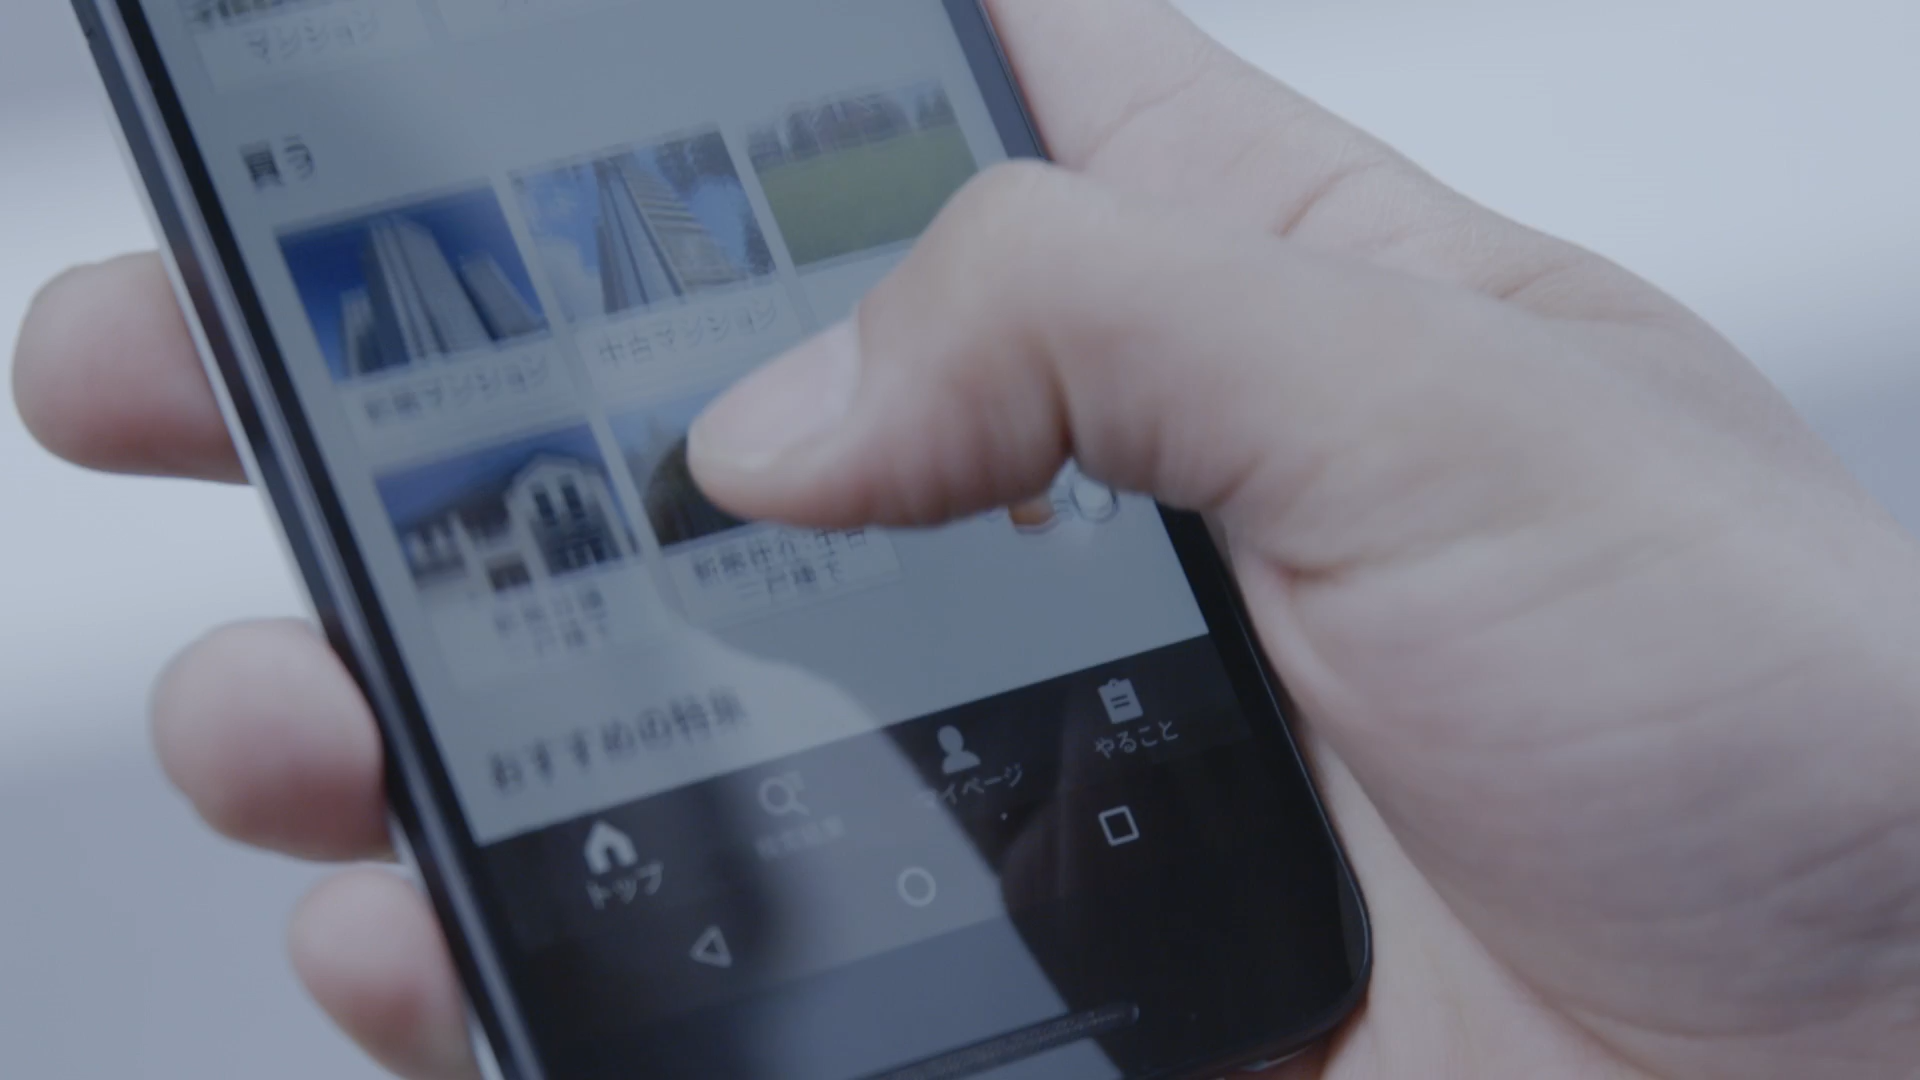 マンション
買う
新築マンション
中古マンション
新築分譲
一戸建て
新築仲介・中古
一戸建て
おすすめの特集
トップ
マイページ
やること